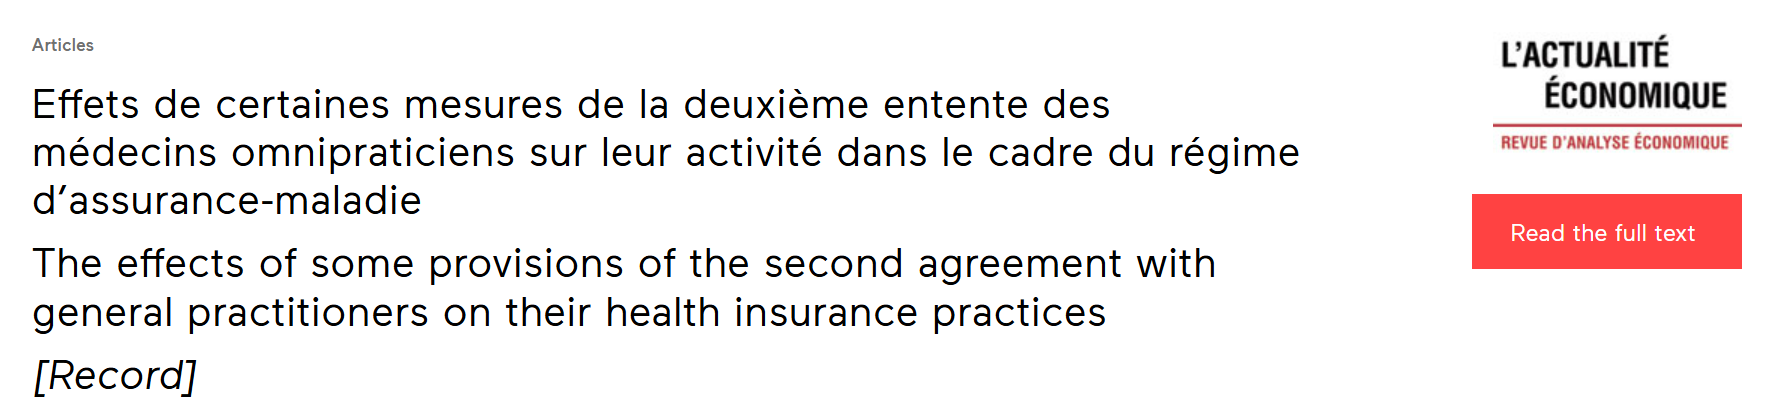 Articles
Effets de certaines mesures de la deuxième entente des
médecins omnipraticiens sur leur activité dans le cadre du régime
d’assurance-maladie
The effects of some provisions of the second agreement with
general practitioners on their health insurance practices
[Record]
L’ACTUALITÉ
ÉCONOMIQUE
REVUE D’ANALYSE ÉCONOMIQUE
Read the full text